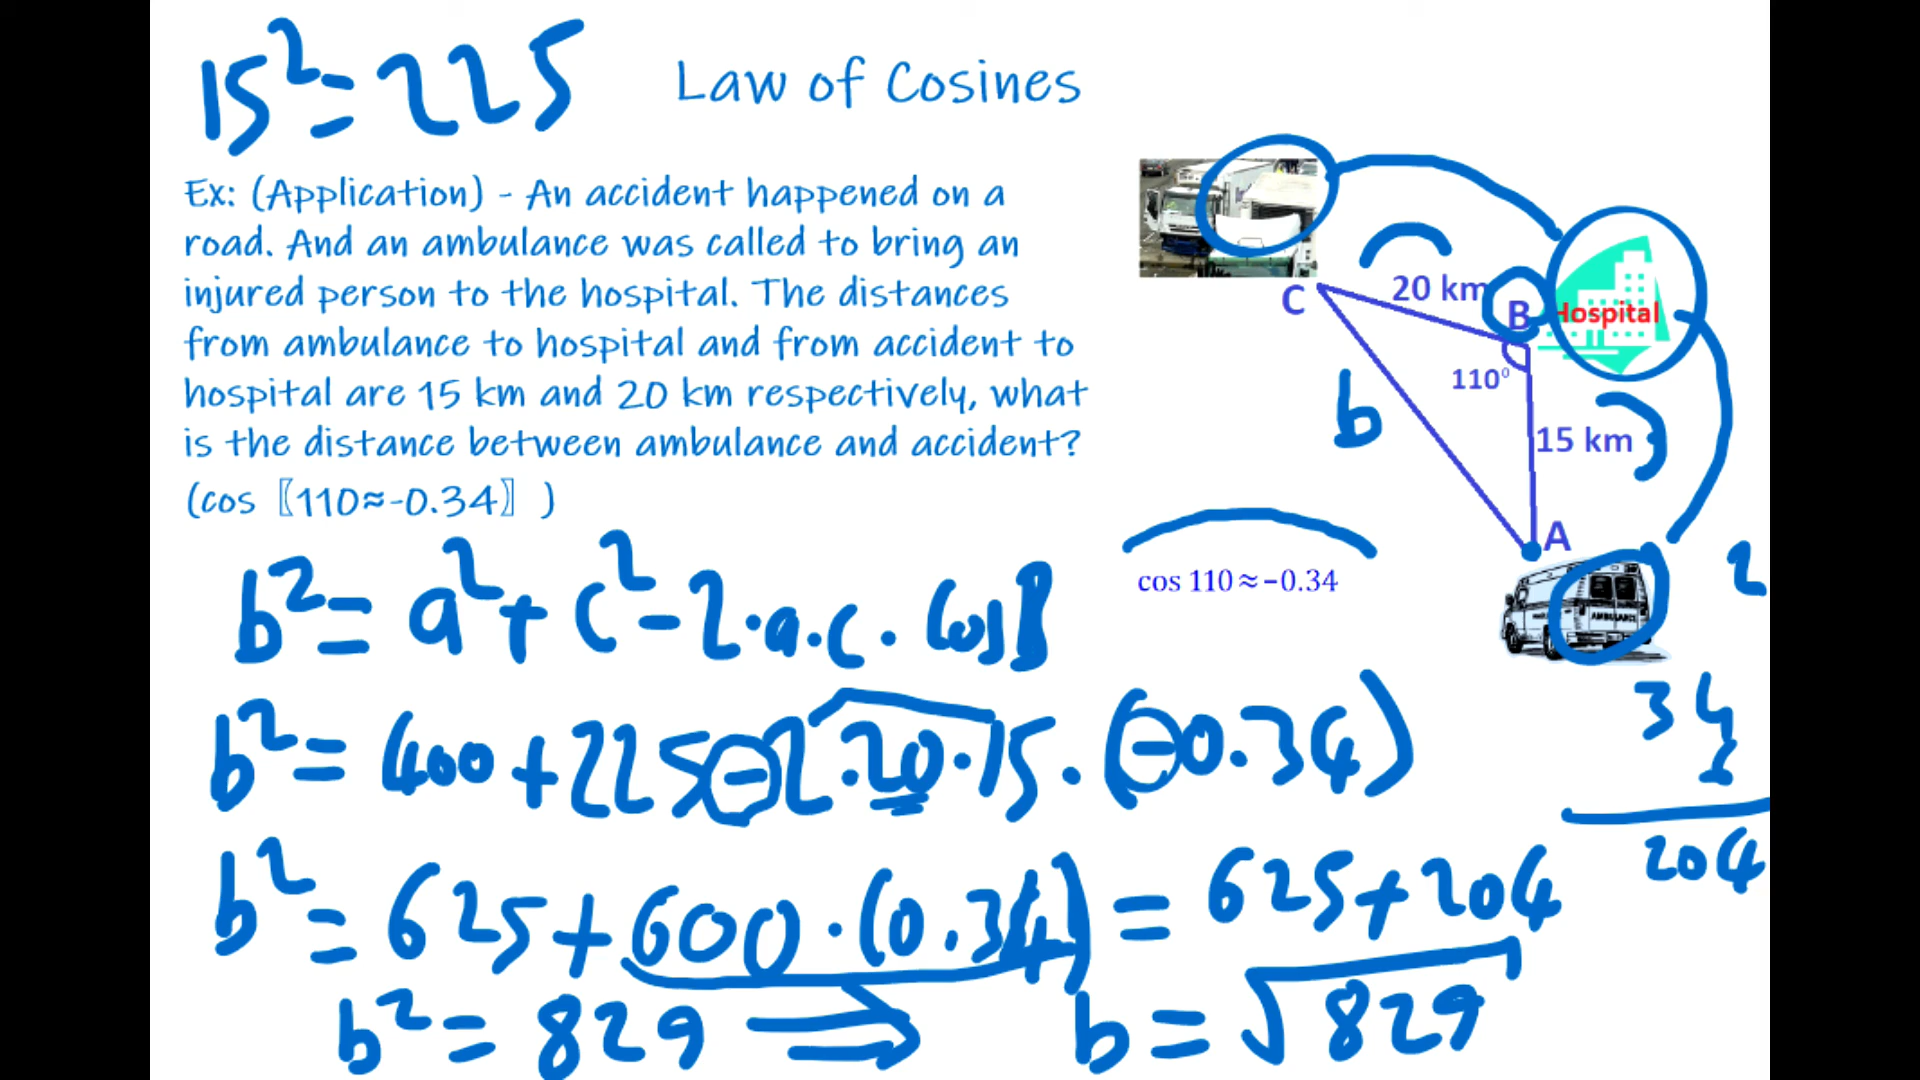 15²=225
Law of Cosines
Ex: (Application) - An accident happened on a
road. And an ambulance was called to bring an
injured person to the hospital. The distances
from ambulance to hospital and from accident to
hospital are 15 km and 20 km respectively, what
is the distance between ambulance and accident?
(cos〖110≈-0.34〗)
C
20 km
B
Hospital
110⁰
b
15 km
A
AMBULANCE
cos 110 ≈ −0.34
b²=a²+c²-2·a·c·cosB
b²=400+225-2·20·15·(-0.34)
b²=625+600·(0.34)=625+204
b²=829 ⇒ b=√829
2
34
204